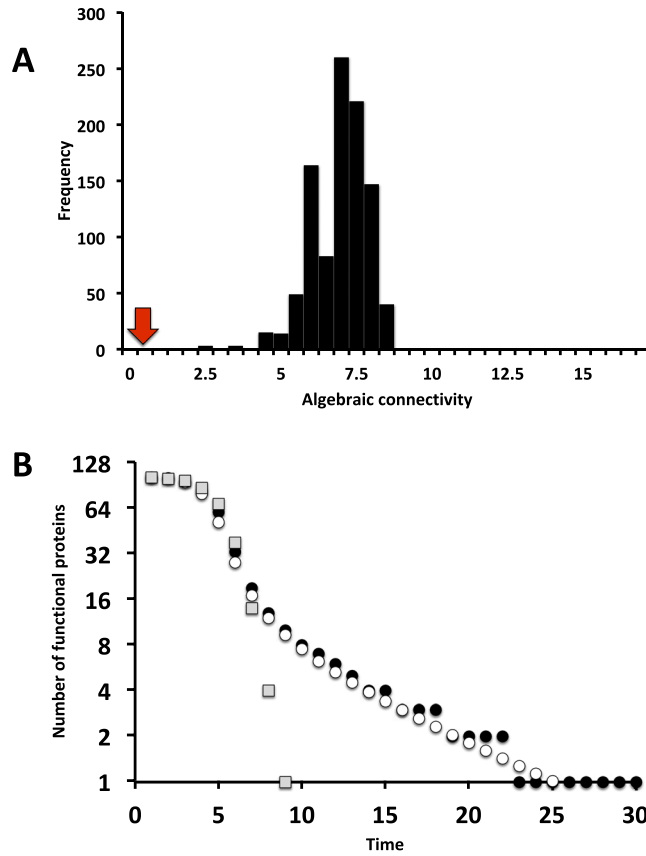 A
300
250
200
150
100
50
0
Frequency
0 2.5 5 7.5 10 12.5 15
Algebraic connectivity
B
128
64
32
16
8
4
2
1
Number of functional proteins
0 5 10 15 20 25 30
Time